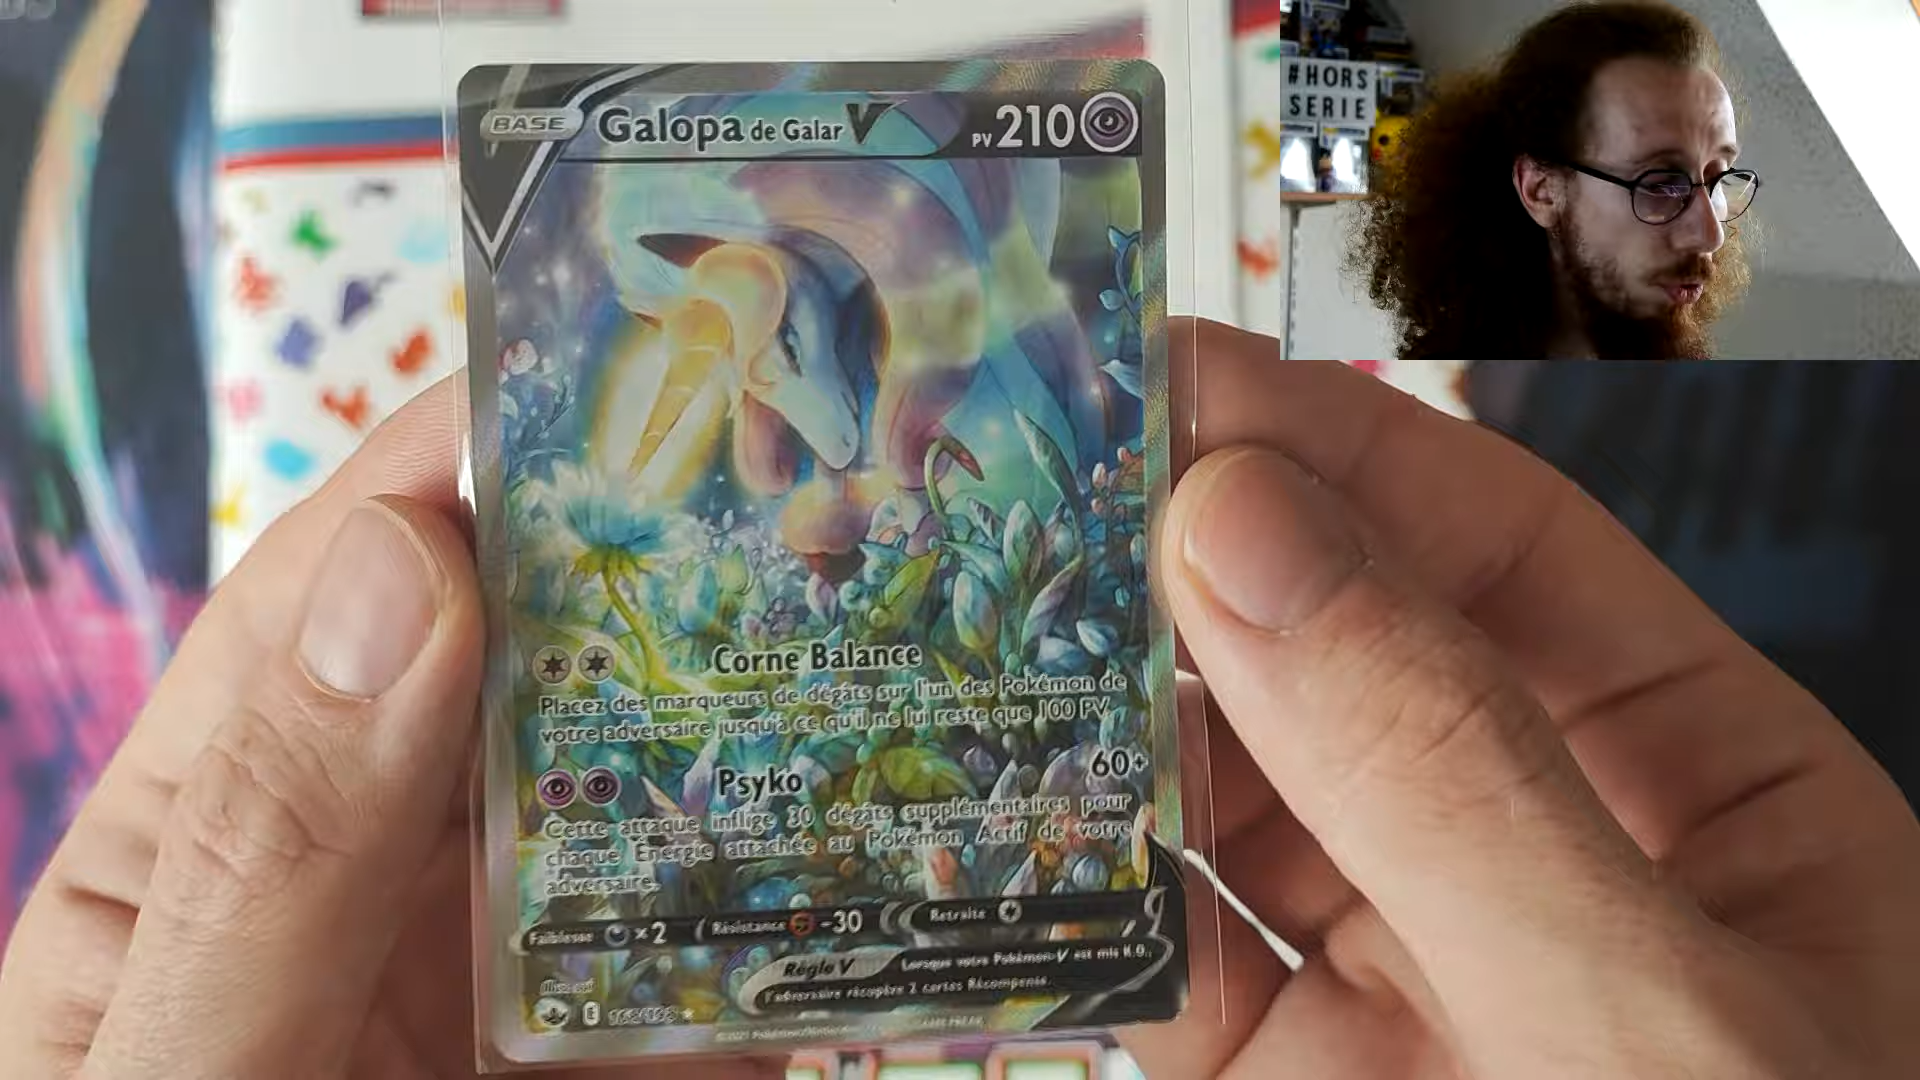 #HORS
SERIE
BASE
Galopa de Galar V
PV 210
Corne Balance
Placez des marqueurs de dégâts sur l'un des Pokémon de
votre adversaire jusqu'à ce qu'il ne lui reste que 100 PV.
Psyko 60+
Cette attaque inflige 30 dégâts supplémentaires pour
chaque Énergie attachée au Pokémon Actif de votre
adversaire.
Faiblesse ×2 Résistance -30 Retraite
Règle V Lorsque votre Pokémon-V est mis K.O.,
l'adversaire récupère 2 cartes Récompense.
E